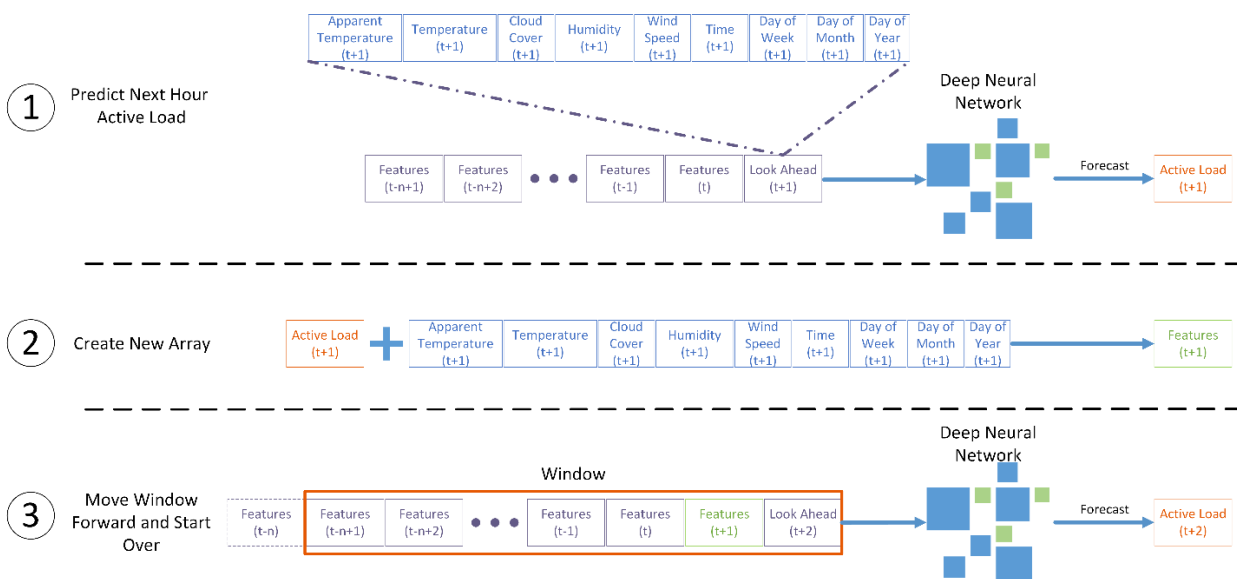 Apparent
Temperature
(t+1)
Temperature
(t+1)
Cloud
Cover
(t+1)
Humidity
(t+1)
Wind
Speed
(t+1)
Time
(t+1)
Day of
Week
(t+1)
Day of
Month
(t+1)
Day of
Year
(t+1)
1
Predict Next Hour
Active Load
Features
(t-n+1)
Features
(t-n+2)
Features
(t-1)
Features
(t)
Look Ahead
(t+1)
Deep Neural
Network
Forecast
Active Load
(t+1)
2
Create New Array
Active Load
(t+1)
Apparent
Temperature
(t+1)
Temperature
(t+1)
Cloud
Cover
(t+1)
Humidity
(t+1)
Wind
Speed
(t+1)
Time
(t+1)
Day of
Week
(t+1)
Day of
Month
(t+1)
Day of
Year
(t+1)
Features
(t+1)
3
Move Window
Forward and Start
Over
Window
Features
(t-n)
Features
(t-n+1)
Features
(t-n+2)
Features
(t-1)
Features
(t)
Features
(t+1)
Look Ahead
(t+2)
Deep Neural
Network
Forecast
Active Load
(t+2)